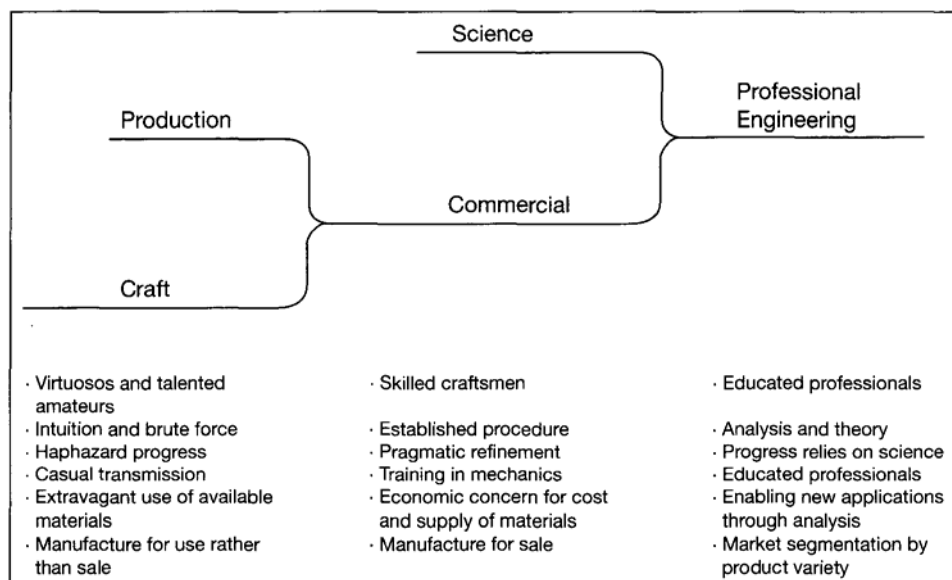 Science
Professional
Engineering
Production
Commercial
Craft
· Virtuosos and talented
amateurs
· Intuition and brute force
· Haphazard progress
· Casual transmission
· Extravagant use of available
materials
· Manufacture for use rather
than sale
· Skilled craftsmen
· Established procedure
· Pragmatic refinement
· Training in mechanics
· Economic concern for cost
and supply of materials
· Manufacture for sale
· Educated professionals
· Analysis and theory
· Progress relies on science
· Educated professionals
· Enabling new applications
through analysis
· Market segmentation by
product variety